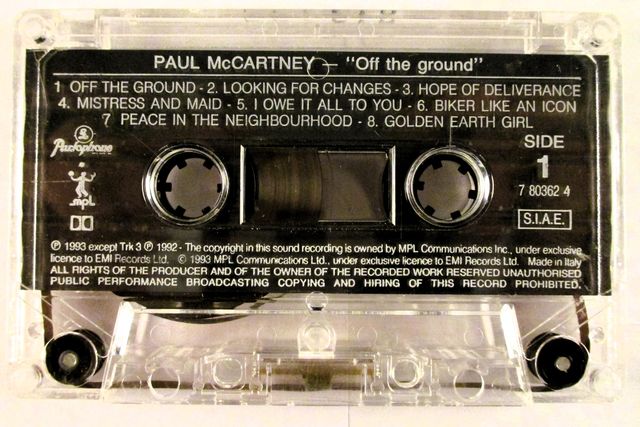 PAUL McCARTNEY - "Off the ground"
1 OFF THE GROUND - 2. LOOKING FOR CHANGES - 3. HOPE OF DELIVERANCE
4. MISTRESS AND MAID - 5. I OWE IT ALL TO YOU - 6. BIKER LIKE AN ICON
7 PEACE IN THE NEIGHBOURHOOD - 8. GOLDEN EARTH GIRL
Parlophone
SIDE
1
7 80362 4
mpl
S.I.A.E.
℗ 1993 except Trk 3 ℗ 1992 - The copyright in this sound recording is owned by MPL Communications Inc., under exclusive
licence to EMI Records Ltd. © 1993 MPL Communications Ltd., under exclusive licence to EMI Records Ltd. Made in Italy
ALL RIGHTS OF THE PRODUCER AND OF THE OWNER OF THE RECORDED WORK RESERVED UNAUTHORISED
PUBLIC PERFORMANCE BROADCASTING COPYING AND HIRING OF THIS RECORD PROHIBITED.